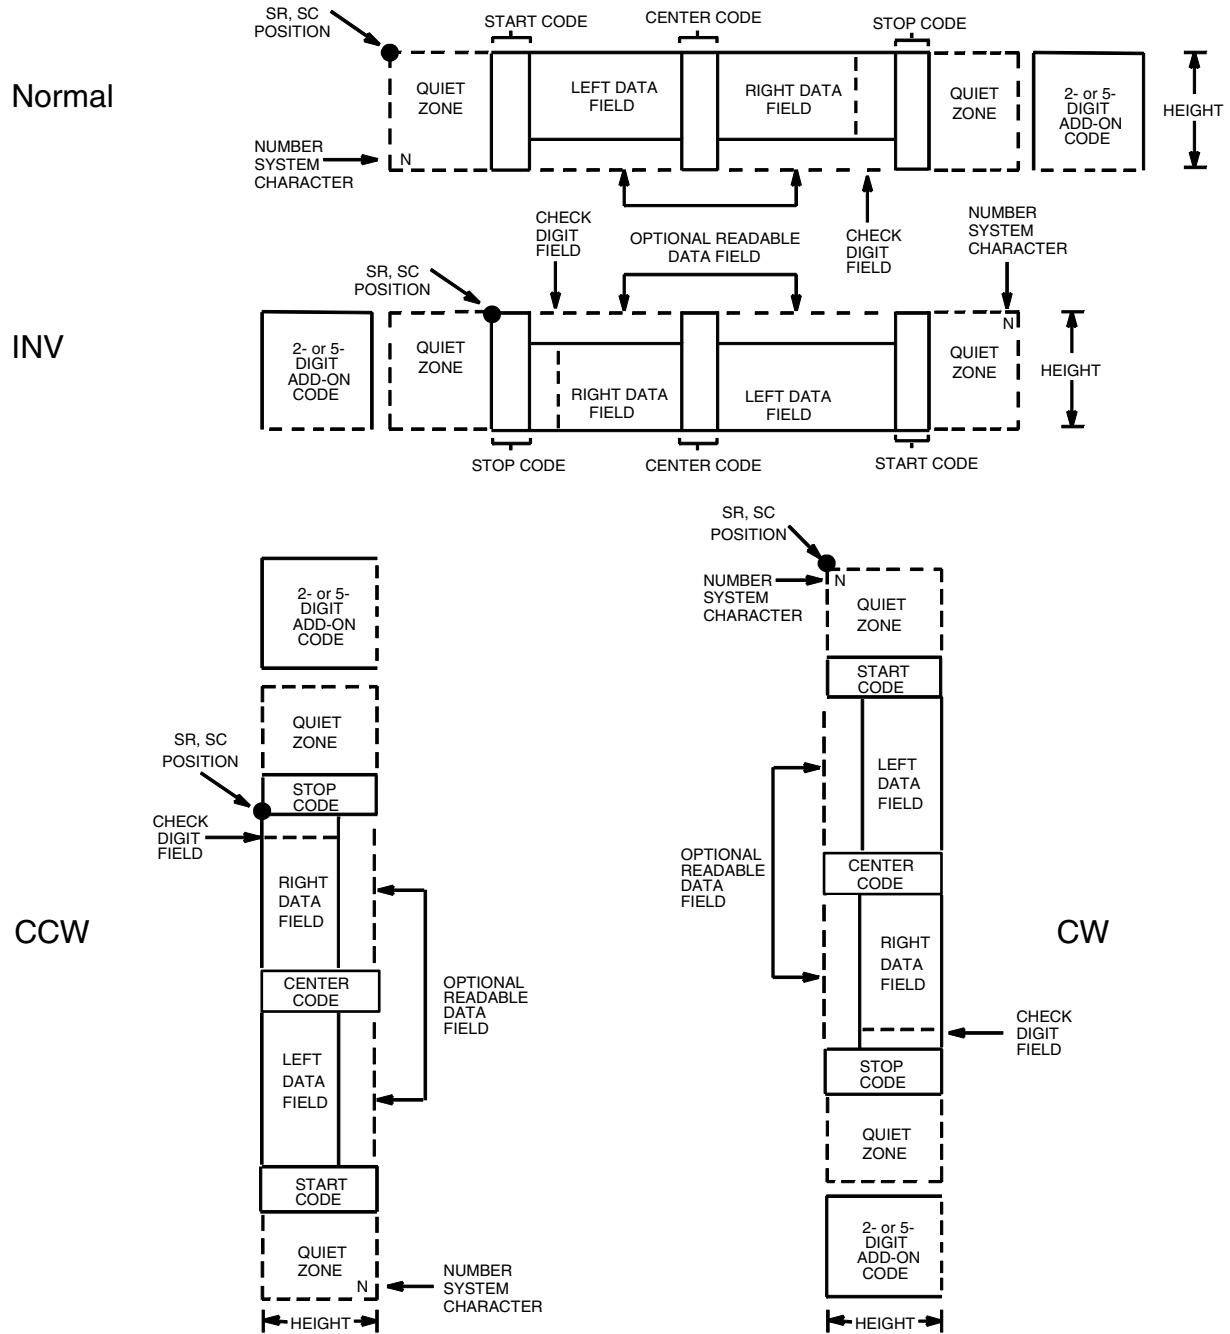 SR, SC
POSITION
START CODE
CENTER CODE
STOP CODE
Normal
QUIET
ZONE
LEFT DATA
FIELD
RIGHT DATA
FIELD
QUIET
ZONE
2- or 5-
DIGIT
ADD-ON
CODE
HEIGHT
NUMBER
SYSTEM
CHARACTER
N
CHECK
DIGIT
FIELD
OPTIONAL READABLE
DATA FIELD
CHECK
DIGIT
FIELD
NUMBER
SYSTEM
CHARACTER
SR, SC
POSITION
INV
2- or 5-
DIGIT
ADD-ON
CODE
QUIET
ZONE
RIGHT DATA
FIELD
LEFT DATA
FIELD
N
QUIET
ZONE
HEIGHT
STOP CODE
CENTER CODE
START CODE
CCW
2- or 5-
DIGIT
ADD-ON
CODE
QUIET
ZONE
SR, SC
POSITION
STOP
CODE
CHECK
DIGIT
FIELD
RIGHT
DATA
FIELD
CENTER
CODE
OPTIONAL
READABLE
DATA
FIELD
LEFT
DATA
FIELD
START
CODE
QUIET
ZONE
N
NUMBER
SYSTEM
CHARACTER
HEIGHT
SR, SC
POSITION
NUMBER
SYSTEM
CHARACTER
N
QUIET
ZONE
START
CODE
LEFT
DATA
FIELD
OPTIONAL
READABLE
DATA
FIELD
CENTER
CODE
CW
RIGHT
DATA
FIELD
CHECK
DIGIT
FIELD
STOP
CODE
QUIET
ZONE
2- or 5-
DIGIT
ADD-ON
CODE